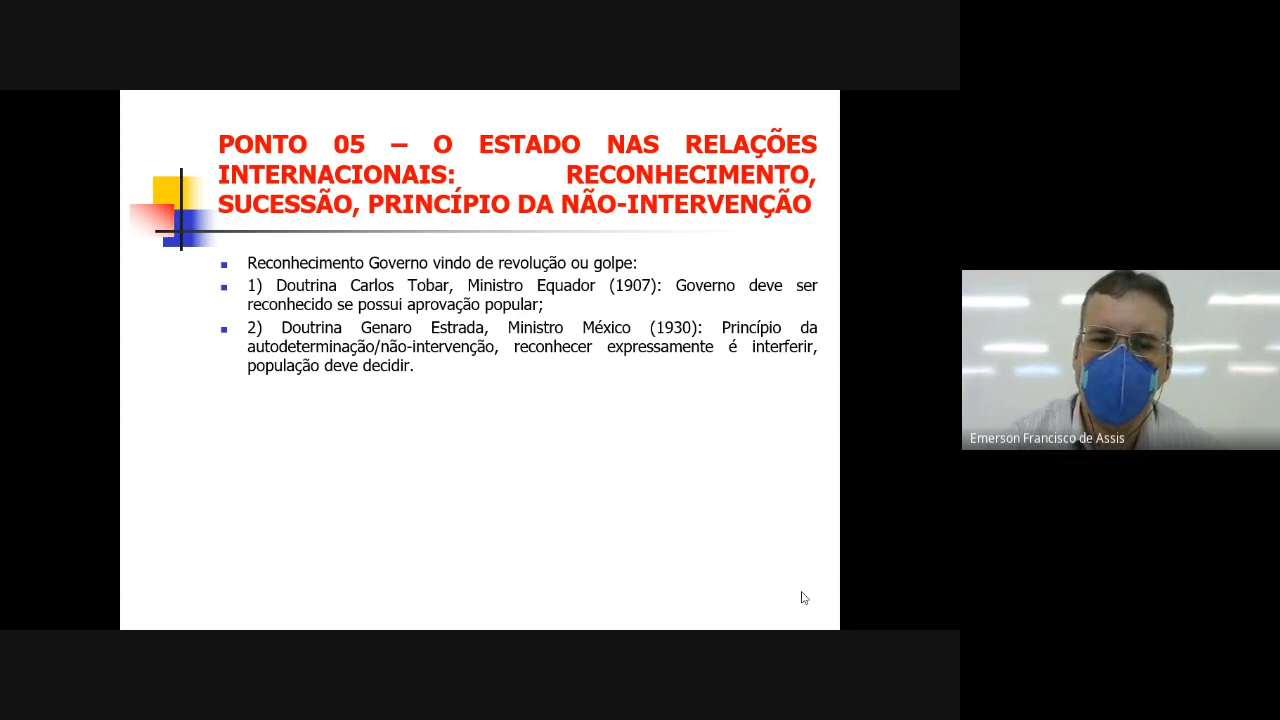 PONTO 05 – O ESTADO NAS RELAÇÕES
INTERNACIONAIS: RECONHECIMENTO,
SUCESSÃO, PRINCÍPIO DA NÃO-INTERVENÇÃO
Reconhecimento Governo vindo de revolução ou golpe:
1) Doutrina Carlos Tobar, Ministro Equador (1907): Governo deve ser
reconhecido se possui aprovação popular;
2) Doutrina Genaro Estrada, Ministro México (1930): Princípio da
autodeterminação/não-intervenção, reconhecer expressamente é interferir,
população deve decidir.
Emerson Francisco de Assis